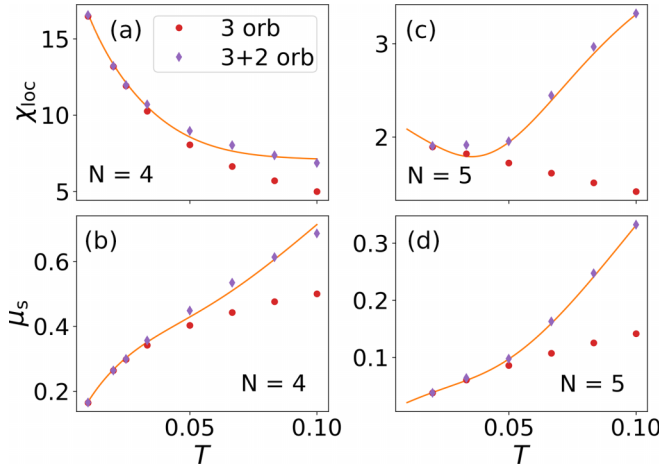 (a)
3 orb
3+2 orb
15
10
5
χloc
N = 4
(c)
3
2
N = 5
(b)
0.6
0.4
0.2
μs
N = 4
0.05
0.10
T
(d)
0.3
0.2
0.1
N = 5
0.05
0.10
T